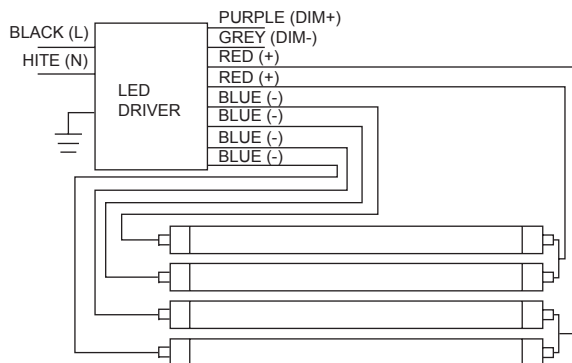 PURPLE (DIM+)
BLACK (L)
GREY (DIM-)
HITE (N)
RED (+)
RED (+)
LED
DRIVER
BLUE (-)
BLUE (-)
BLUE (-)
BLUE (-)